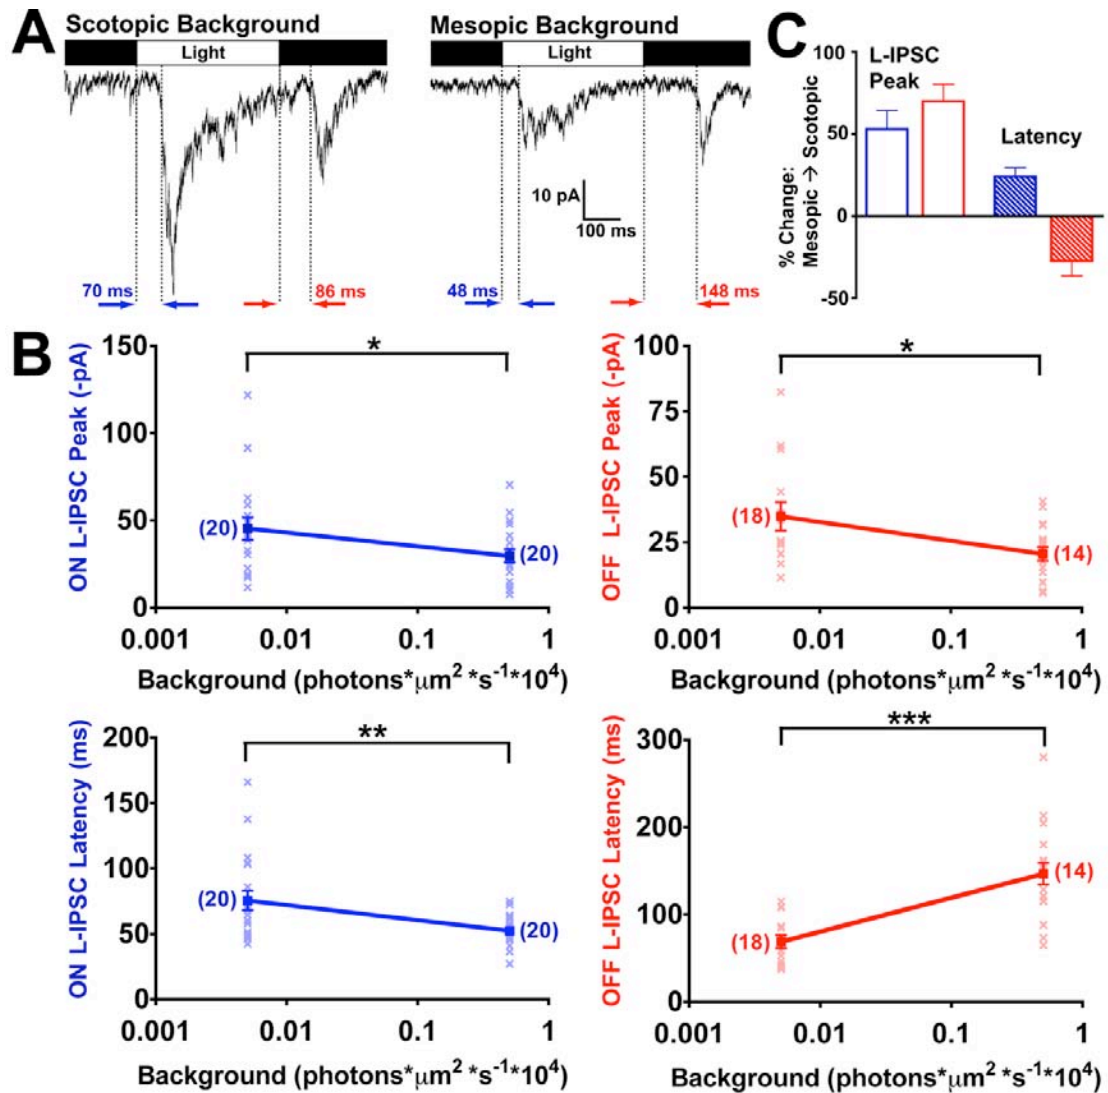 A
Scotopic Background
Light
70 ms
86 ms
Mesopic Background
Light
10 pA
100 ms
48 ms
148 ms
C
% Change:
Mesopic → Scotopic
100
50
0
-50
L-IPSC
Peak
Latency
B
ON L-IPSC Peak (-pA)
150
100
50
0
*
(20)
(20)
0.001
0.01
0.1
1
Background (photons*μm² *s⁻¹*10⁴)
OFF L-IPSC Peak (-pA)
100
75
50
25
0
*
(18)
(14)
0.001
0.01
0.1
1
Background (photons*μm² *s⁻¹*10⁴)
ON L-IPSC Latency (ms)
200
150
100
50
0
**
(20)
(20)
0.001
0.01
0.1
1
Background (photons*μm² *s⁻¹*10⁴)
OFF L-IPSC Latency (ms)
300
200
100
0
***
(18)
(14)
0.001
0.01
0.1
1
Background (photons*μm² *s⁻¹*10⁴)